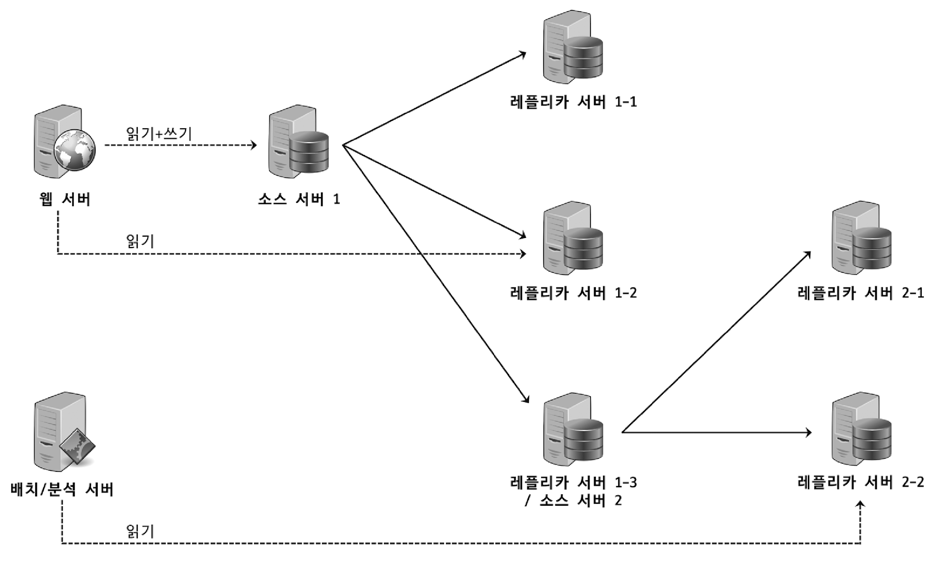 레플리카 서버 1-1
읽기+쓰기
웹 서버
소스 서버 1
읽기
레플리카 서버 1-2
레플리카 서버 2-1
배치/분석 서버
레플리카 서버 1-3
/ 소스 서버 2
레플리카 서버 2-2
읽기